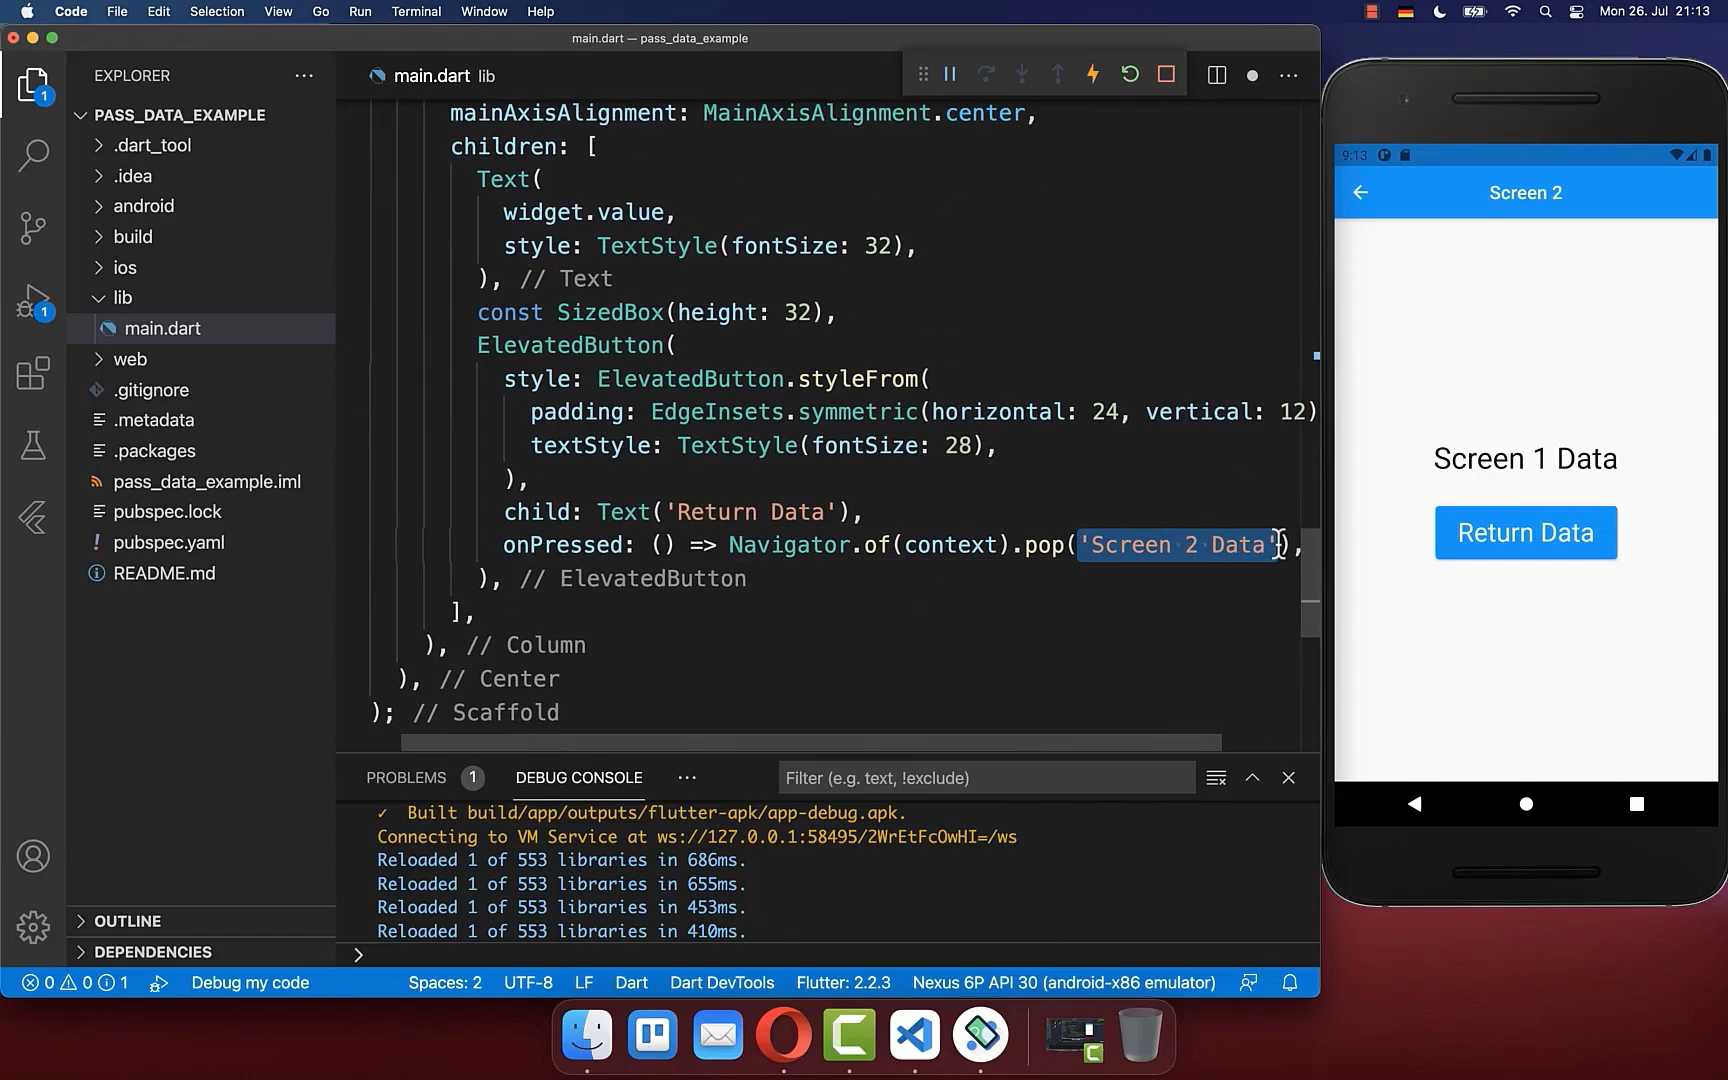 Code File Edit Selection View Go Run Terminal Window Help Mon 26. Jul 21:13
main.dart — pass_data_example
EXPLORER
1
PASS_DATA_EXAMPLE
.dart_tool
.idea
android
build
ios
lib
main.dart
web
.gitignore
.metadata
.packages
pass_data_example.iml
pubspec.lock
! pubspec.yaml
README.md
1
OUTLINE
DEPENDENCIES
main.dart lib
mainAxisAlignment: MainAxisAlignment.center,
children: [
Text(
widget.value,
style: TextStyle(fontSize: 32),
), // Text
const SizedBox(height: 32),
ElevatedButton(
style: ElevatedButton.styleFrom(
padding: EdgeInsets.symmetric(horizontal: 24, vertical: 12)
textStyle: TextStyle(fontSize: 28),
),
child: Text('Return Data'),
onPressed: () => Navigator.of(context).pop('Screen 2 Data'),
), // ElevatedButton
],
), // Column
), // Center
); // Scaffold
PROBLEMS 1 DEBUG CONSOLE Filter (e.g. text, !exclude)
✓ Built build/app/outputs/flutter-apk/app-debug.apk.
Connecting to VM Service at ws://127.0.0.1:58495/2WrEtFcOwHI=/ws
Reloaded 1 of 553 libraries in 686ms.
Reloaded 1 of 553 libraries in 655ms.
Reloaded 1 of 553 libraries in 453ms.
Reloaded 1 of 553 libraries in 410ms.
0 0 1 Debug my code Spaces: 2 UTF-8 LF Dart Dart DevTools Flutter: 2.2.3 Nexus 6P API 30 (android-x86 emulator)
9:13
Screen 2
Screen 1 Data
Return Data